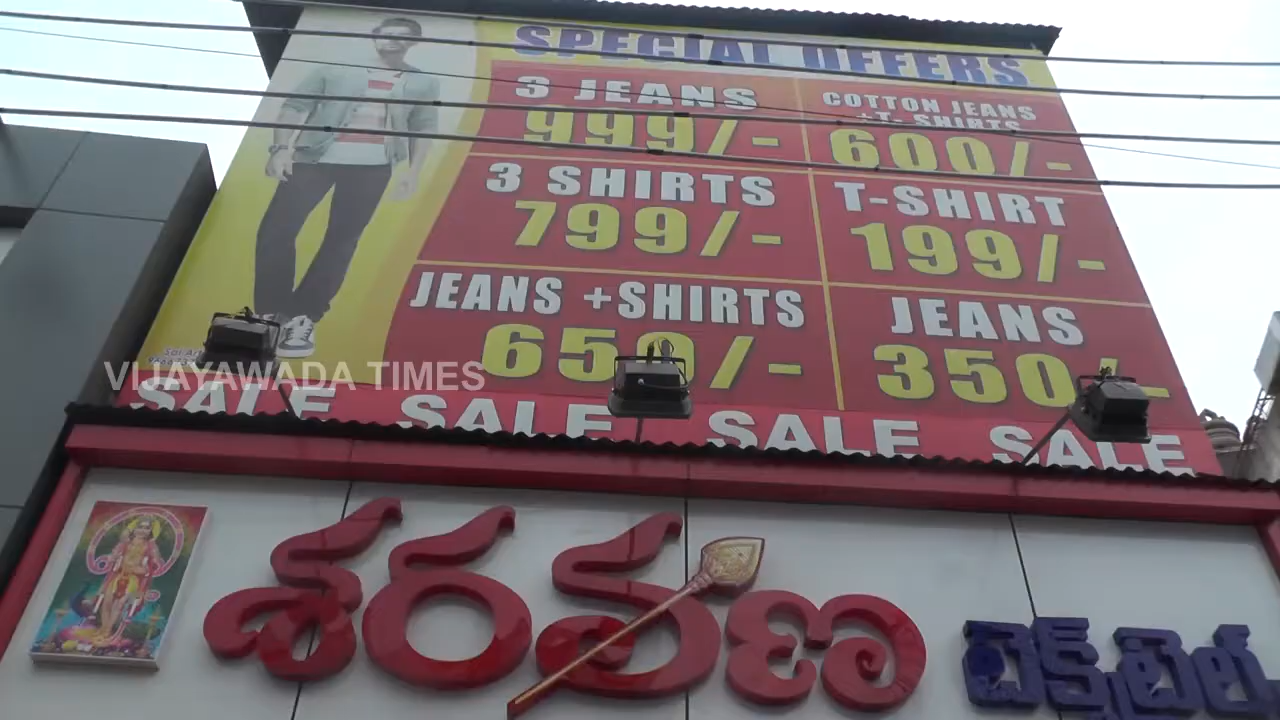 SPECIAL OFFERS
3 JEANS
999/-
COTTON JEANS
+T- SHIRTS
600/-
3 SHIRTS
799/-
T-SHIRT
199/-
JEANS +SHIRTS
650/-
JEANS
350/-
VIJAYAWADA TIMES
SALE SALE SALE SALE
శరవణ టెక్స్టైల్